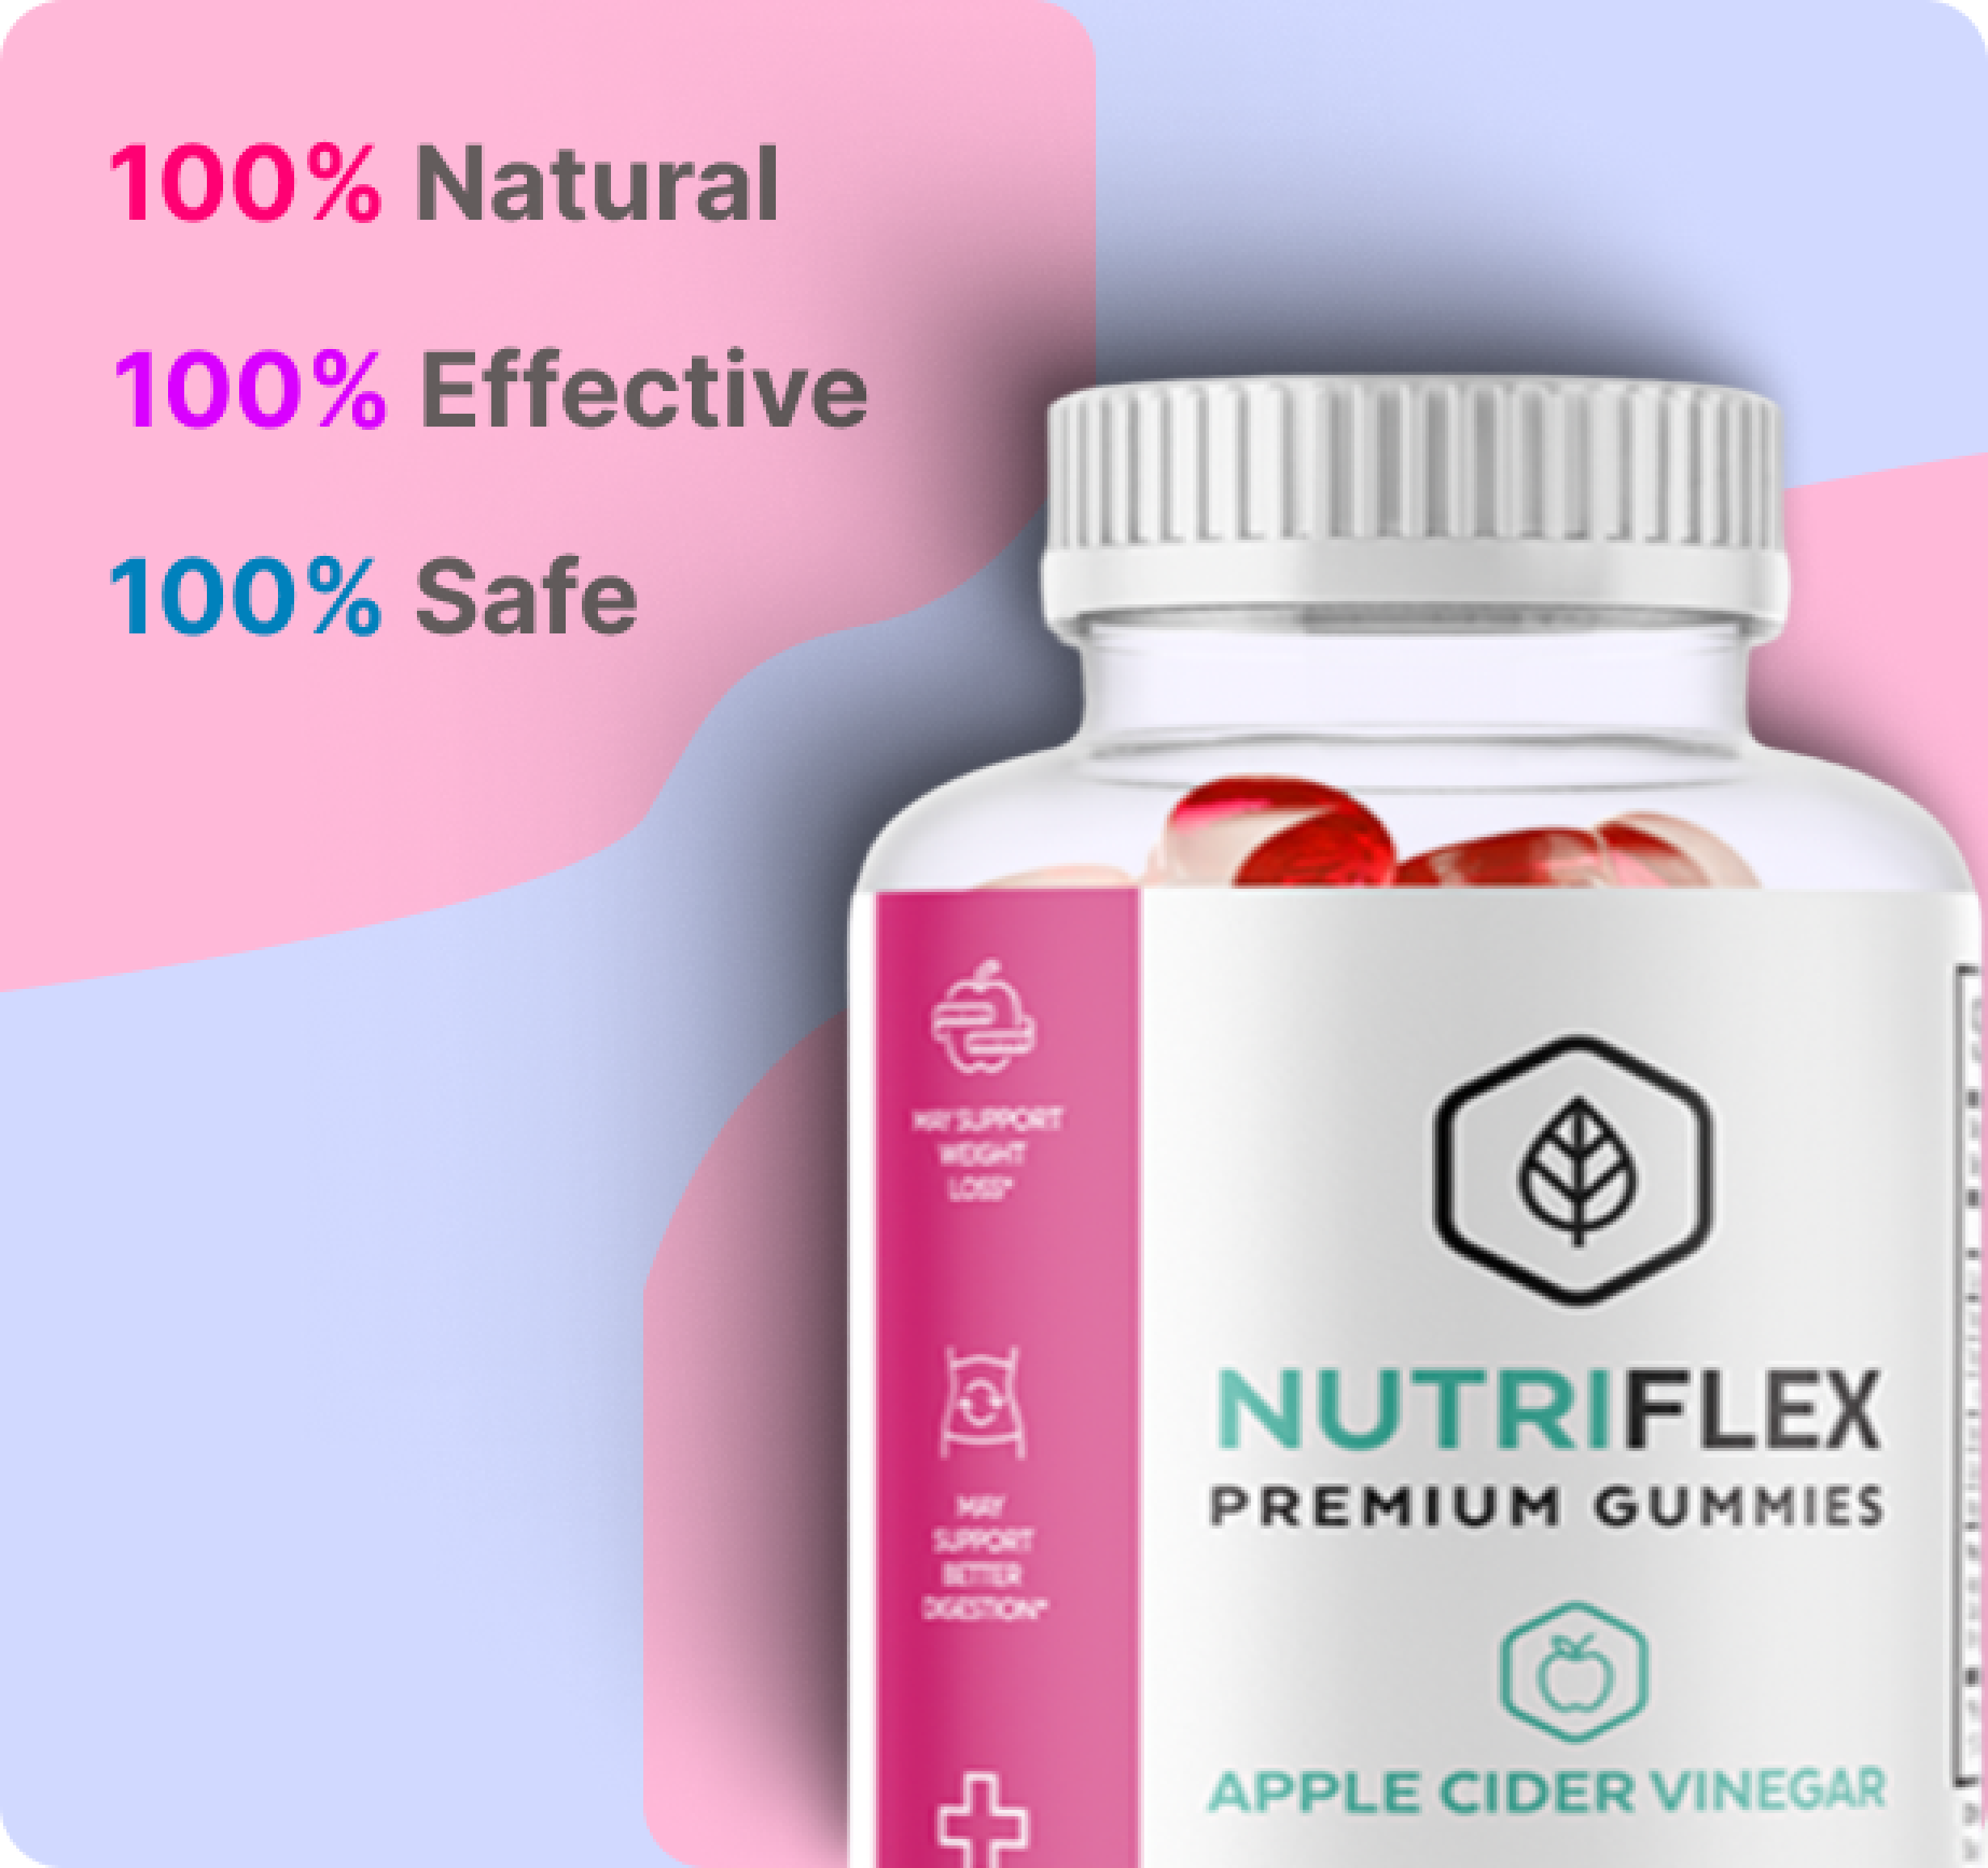 100% Natural
100% Effective
100% Safe
MAY SUPPORT
WEIGHT
LOSS*
MAY
SUPPORT
BETTER
DIGESTION*
NUTRIFLEX
PREMIUM GUMMIES
APPLE CIDER VINEGAR